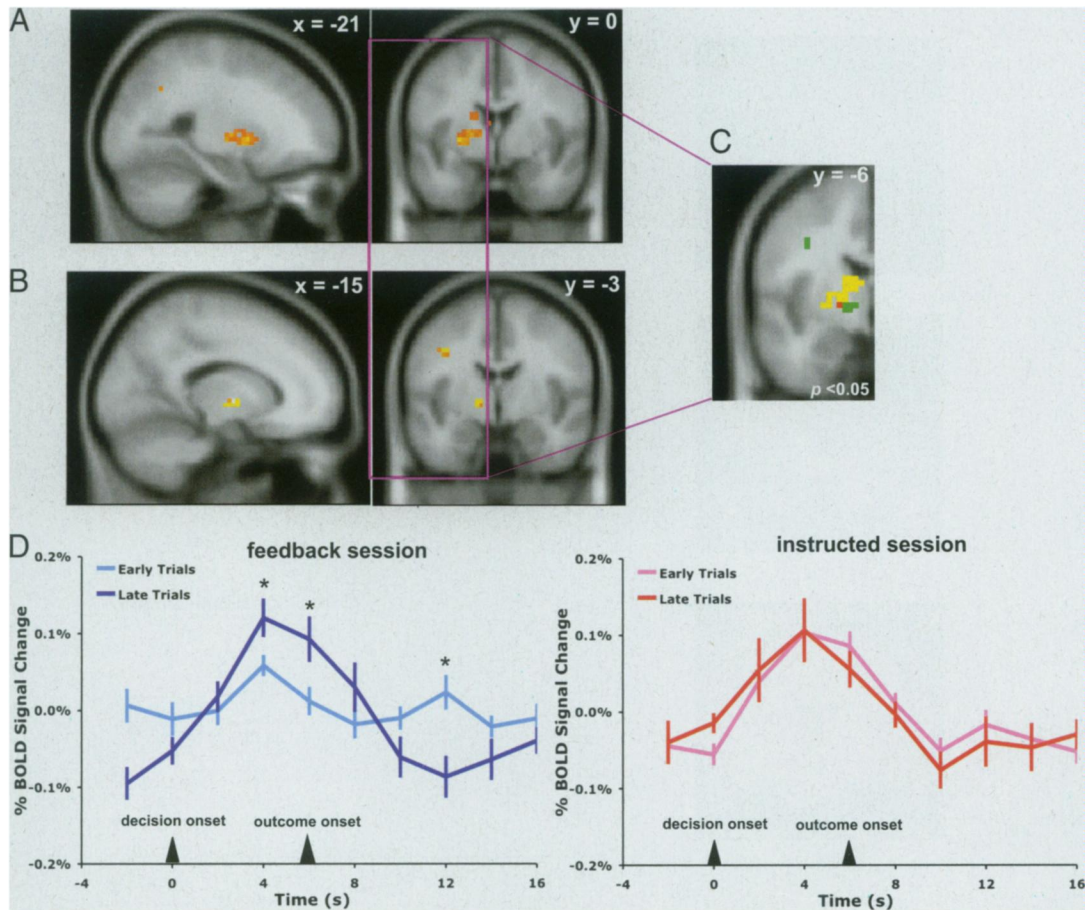 A
x = -21
y = 0
B
x = -15
y = -3
C
y = -6
p <0.05
D
feedback session
Early Trials
Late Trials
% BOLD Signal Change
0.2%
0.1%
0.0%
-0.1%
-0.2%
* * *
decision onset
outcome onset
-4 0 4 8 12 16
Time (s)
instructed session
Early Trials
Late Trials
% BOLD Signal Change
0.2%
0.1%
0.0%
-0.1%
-0.2%
decision onset
outcome onset
-4 0 4 8 12 16
Time (s)